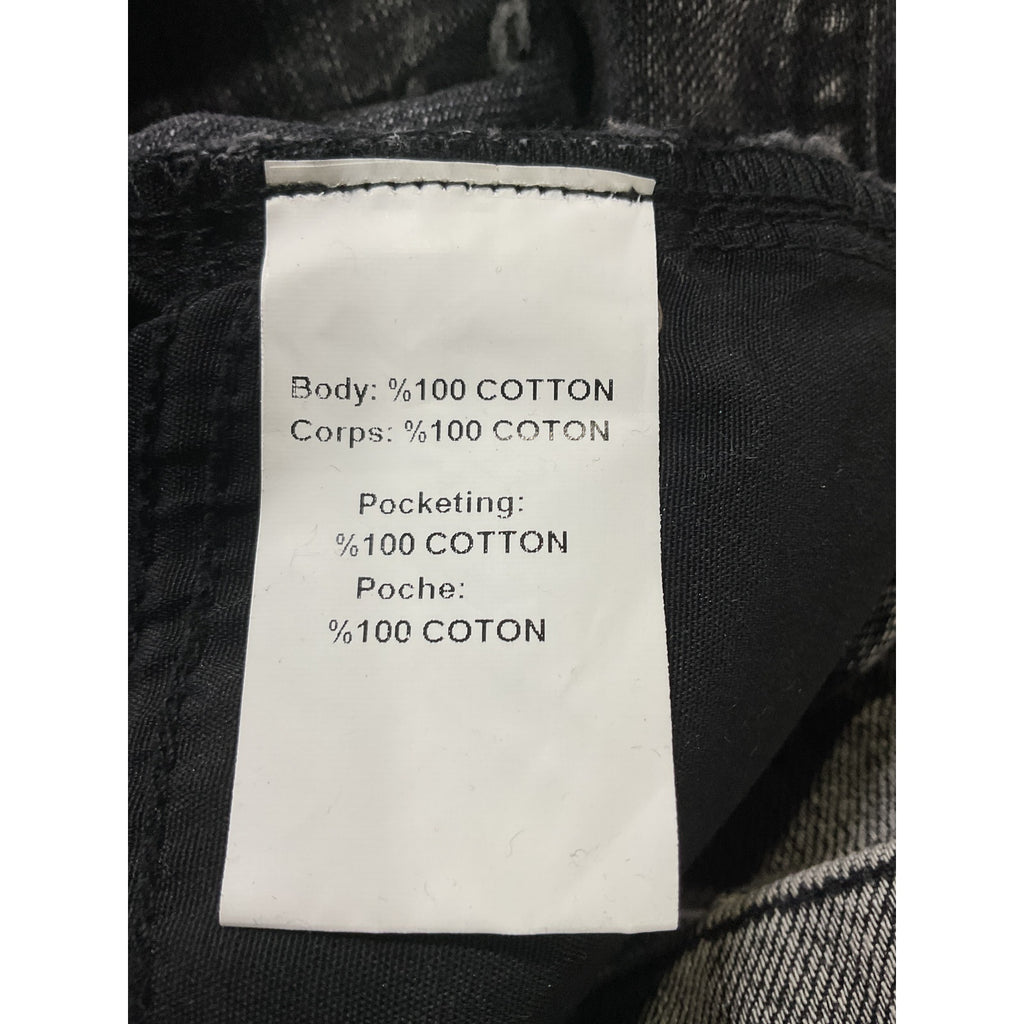 Body: %100 COTTON
Corps: %100 COTON
Pocketing:
%100 COTTON
Poche:
%100 COTON